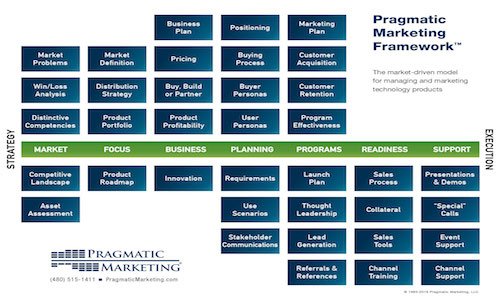 Pragmatic
Marketing
Framework™
The market-driven model
for managing and marketing
technology products
Business
Plan
Positioning
Marketing
Plan
Market
Problems
Market
Definition
Pricing
Buying
Process
Customer
Acquisition
Win/Loss
Analysis
Distribution
Strategy
Buy, Build
or Partner
Buyer
Personas
Customer
Retention
Distinctive
Competencies
Product
Portfolio
Product
Profitability
User
Personas
Program
Effectiveness
STRATEGY
MARKET
FOCUS
BUSINESS
PLANNING
PROGRAMS
READINESS
SUPPORT
EXECUTION
Competitive
Landscape
Product
Roadmap
Innovation
Requirements
Launch
Plan
Sales
Process
Presentations
& Demos
Asset
Assessment
Use
Scenarios
Thought
Leadership
Collateral
"Special"
Calls
Stakeholder
Communications
Lead
Generation
Sales
Tools
Event
Support
Referrals &
References
Channel
Training
Channel
Support
PRAGMATIC
MARKETING®
(480) 515-1411 ■ PragmaticMarketing.com
Pragmatic Marketing, LLC